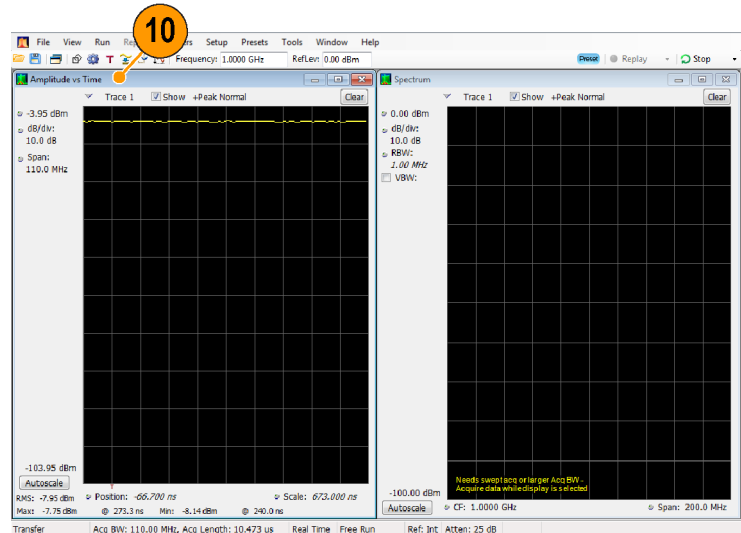 10
File View Run Setup Presets Tools Window Help
Frequency: 1.0000 GHz RefLev: 0.00 dBm Preset Replay Stop
Amplitude vs Time
Trace 1 Show +Peak Normal Clear
-3.95 dBm
dB/div:
10.0 dB
Span:
110.0 MHz
-103.95 dBm
Autoscale
RMS: -7.95 dBm Position: -66.700 ns Scale: 673.000 ns
Max: -7.75 dBm @ 273.3 ns Min: -8.14 dBm @ 240.0 ns
Spectrum
Trace 1 Show +Peak Normal Clear
0.00 dBm
dB/div:
10.0 dB
RBW:
1.00 MHz
VBW:
Needs swept acq or larger Acq BW -
Acquire data while display is selected
-100.00 dBm
Autoscale CF: 1.0000 GHz Span: 200.0 MHz
Transfer Acq BW: 110.00 MHz, Acq Length: 10.473 us Real Time Free Run Ref: Int Atten: 25 dB